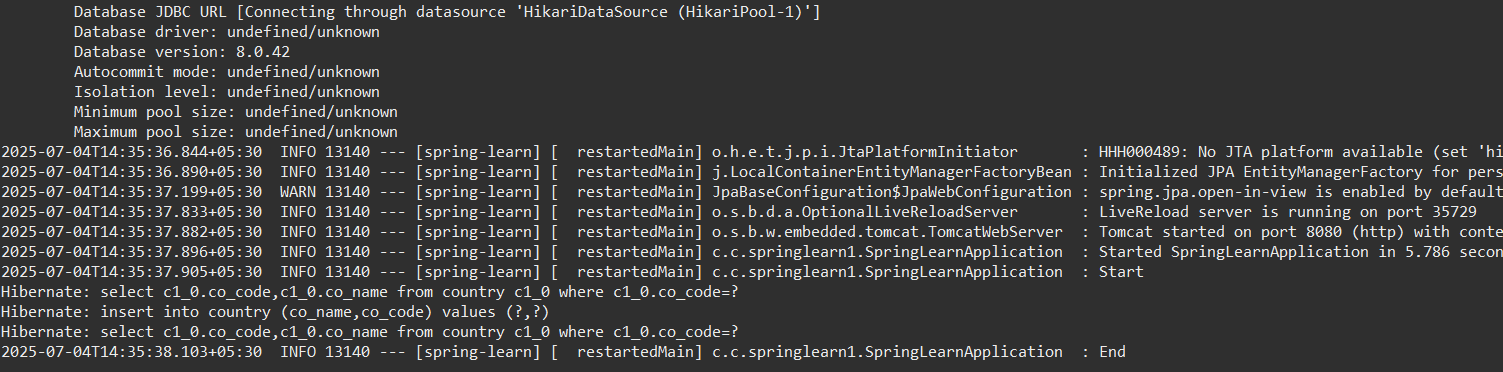 Database JDBC URL [Connecting through datasource 'HikariDataSource (HikariPool-1)']
Database driver: undefined/unknown
Database version: 8.0.42
Autocommit mode: undefined/unknown
Isolation level: undefined/unknown
Minimum pool size: undefined/unknown
Maximum pool size: undefined/unknown
2025-07-04T14:35:36.844+05:30  INFO 13140 --- [spring-learn] [  restartedMain] o.h.e.t.j.p.i.JtaPlatformInitiator       : HHH000489: No JTA platform available (set 'hi
2025-07-04T14:35:36.890+05:30  INFO 13140 --- [spring-learn] [  restartedMain] j.LocalContainerEntityManagerFactoryBean : Initialized JPA EntityManagerFactory for pers
2025-07-04T14:35:37.199+05:30  WARN 13140 --- [spring-learn] [  restartedMain] JpaBaseConfiguration$JpaWebConfiguration : spring.jpa.open-in-view is enabled by default
2025-07-04T14:35:37.833+05:30  INFO 13140 --- [spring-learn] [  restartedMain] o.s.b.d.a.OptionalLiveReloadServer       : LiveReload server is running on port 35729
2025-07-04T14:35:37.882+05:30  INFO 13140 --- [spring-learn] [  restartedMain] o.s.b.w.embedded.tomcat.TomcatWebServer  : Tomcat started on port 8080 (http) with conte
2025-07-04T14:35:37.896+05:30  INFO 13140 --- [spring-learn] [  restartedMain] c.c.springlearn1.SpringLearnApplication  : Started SpringLearnApplication in 5.786 secon
2025-07-04T14:35:37.905+05:30  INFO 13140 --- [spring-learn] [  restartedMain] c.c.springlearn1.SpringLearnApplication  : Start
Hibernate: select c1_0.co_code,c1_0.co_name from country c1_0 where c1_0.co_code=?
Hibernate: insert into country (co_name,co_code) values (?,?)
Hibernate: select c1_0.co_code,c1_0.co_name from country c1_0 where c1_0.co_code=?
2025-07-04T14:35:38.103+05:30  INFO 13140 --- [spring-learn] [  restartedMain] c.c.springlearn1.SpringLearnApplication  : End